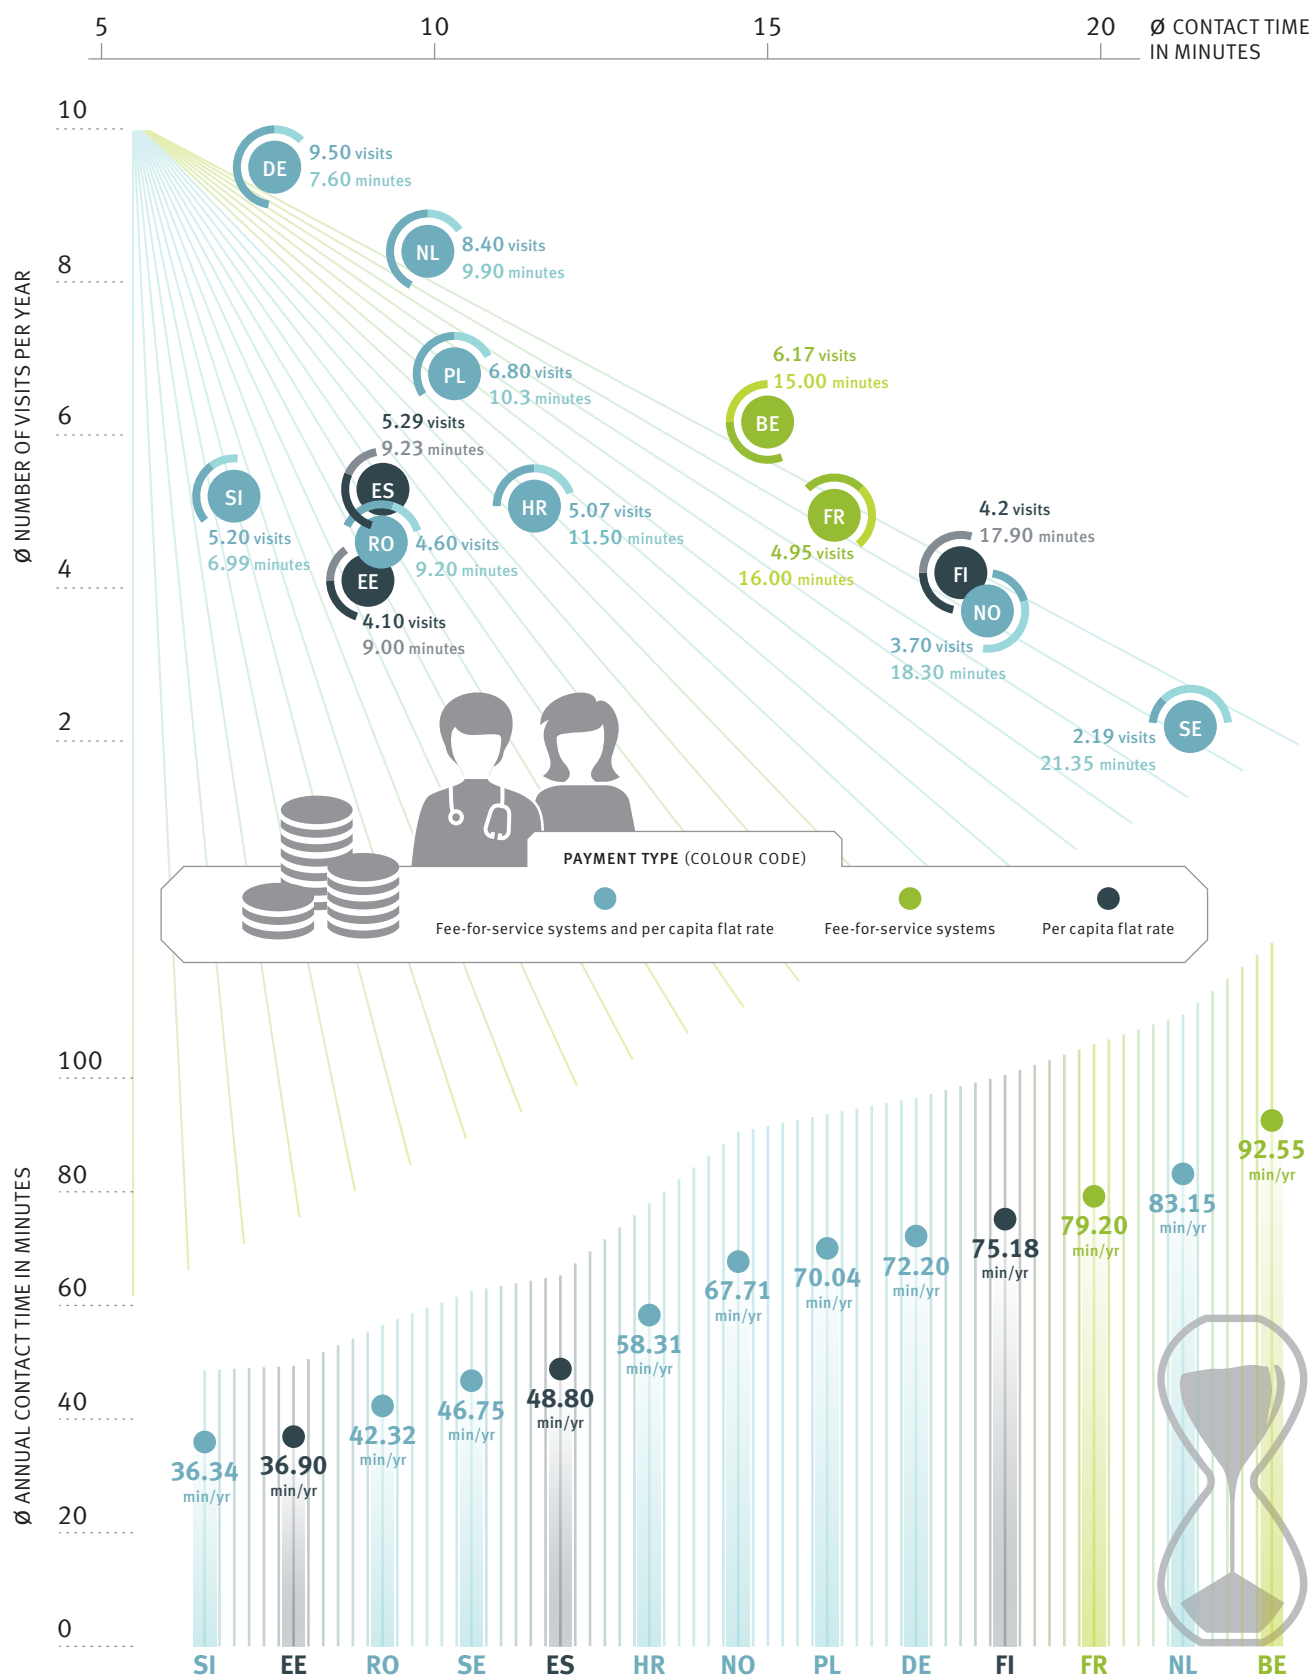 5
10
15
20
Ø CONTACT TIME
IN MINUTES
10
8
6
4
2
Ø NUMBER OF VISITS PER YEAR
DE
9.50 visits
7.60 minutes
NL
8.40 visits
9.90 minutes
PL
6.80 visits
10.3 minutes
6.17 visits
15.00 minutes
BE
5.29 visits
9.23 minutes
ES
SI
5.20 visits
6.99 minutes
HR
5.07 visits
11.50 minutes
FR
4.95 visits
16.00 minutes
RO
4.60 visits
9.20 minutes
EE
4.10 visits
9.00 minutes
4.2 visits
17.90 minutes
FI
NO
3.70 visits
18.30 minutes
SE
2.19 visits
21.35 minutes
PAYMENT TYPE (COLOUR CODE)
Fee-for-service systems and per capita flat rate
Fee-for-service systems
Per capita flat rate
100
80
60
40
20
0
Ø ANNUAL CONTACT TIME IN MINUTES
36.34
min/yr
36.90
min/yr
42.32
min/yr
46.75
min/yr
48.80
min/yr
58.31
min/yr
67.71
min/yr
70.04
min/yr
72.20
min/yr
75.18
min/yr
79.20
min/yr
83.15
min/yr
92.55
min/yr
SI
EE
RO
SE
ES
HR
NO
PL
DE
FI
FR
NL
BE